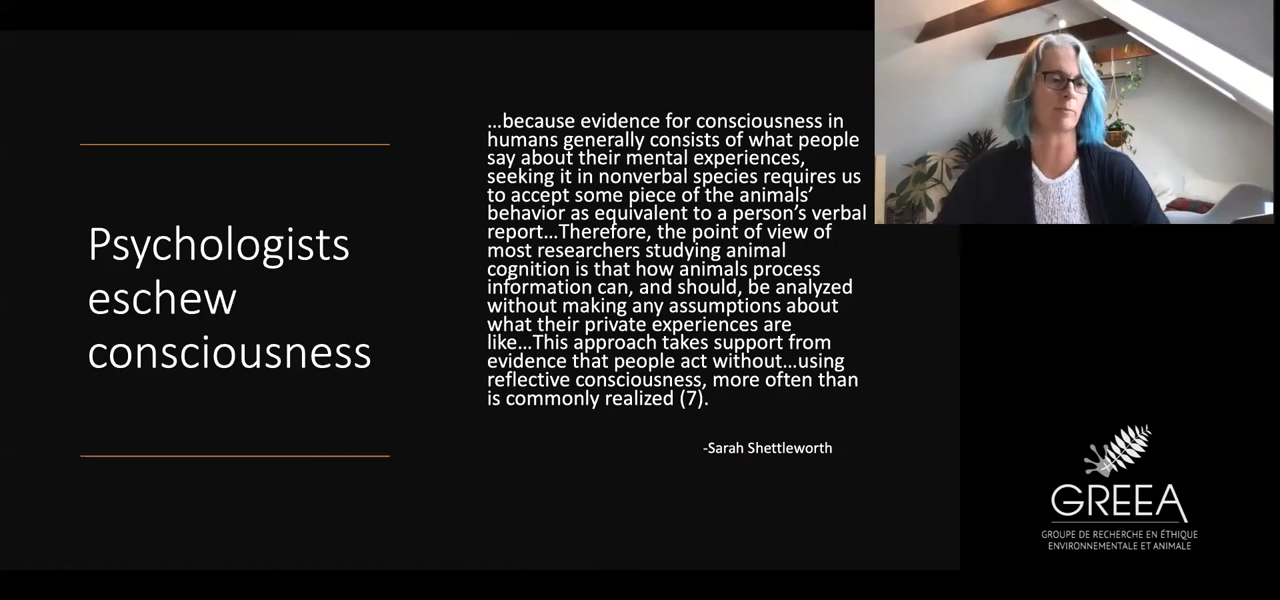 Psychologists
eschew
consciousness
...because evidence for consciousness in
humans generally consists of what people
say about their mental experiences,
seeking it in nonverbal species requires us
to accept some piece of the animals'
behavior as equivalent to a person's verbal
report...Therefore, the point of view of
most researchers studying animal
cognition is that how animals process
information can, and should, be analyzed
without making any assumptions about
what their private experiences are
like...This approach takes support from
evidence that people act without...using
reflective consciousness, more often than
is commonly realized (7).
-Sarah Shettleworth
GREEA
GROUPE DE RECHERCHE EN ÉTHIQUE
ENVIRONNEMENTALE ET ANIMALE